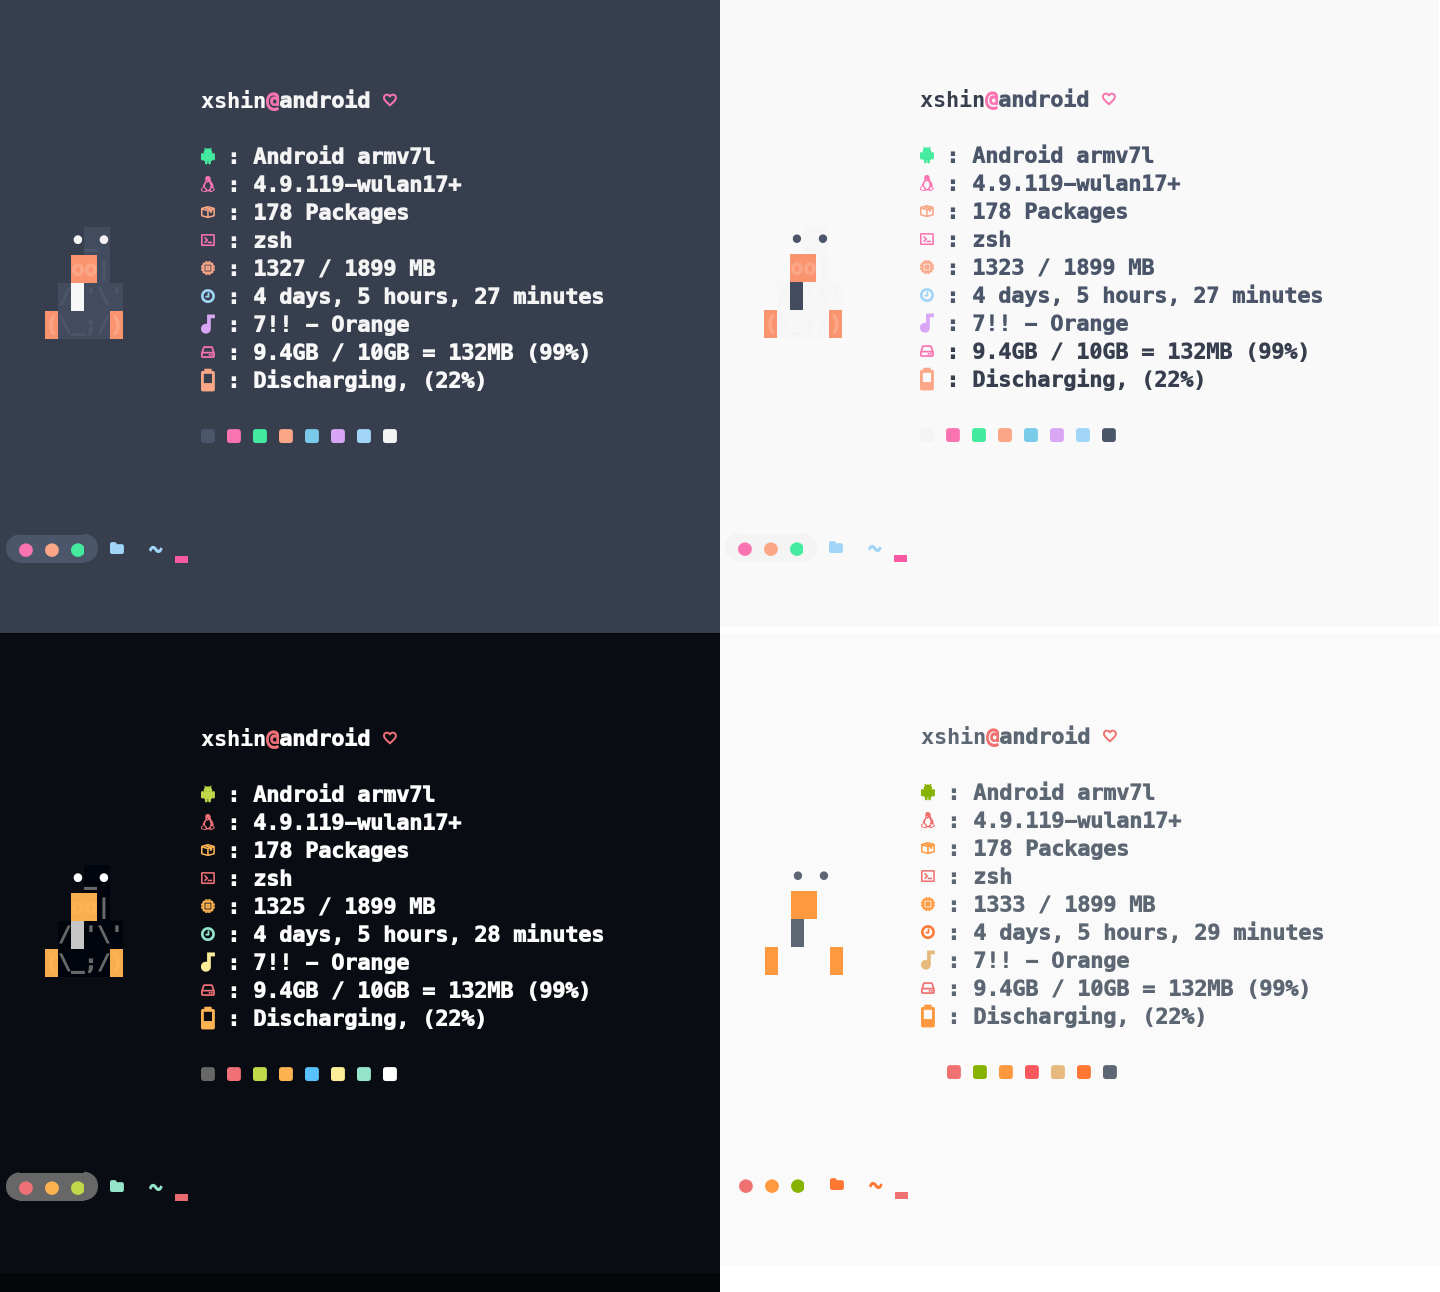 xshin@android
: Android armv7l
: 4.9.119-wulan17+
: 178 Packages
: zsh
: 1327 / 1899 MB
: 4 days, 5 hours, 27 minutes
: 7!! - Orange
: 9.4GB / 10GB = 132MB (99%)
: Discharging, (22%)
~
xshin@android
: Android armv7l
: 4.9.119-wulan17+
: 178 Packages
: zsh
: 1323 / 1899 MB
: 4 days, 5 hours, 27 minutes
: 7!! - Orange
: 9.4GB / 10GB = 132MB (99%)
: Discharging, (22%)
~
xshin@android
: Android armv7l
: 4.9.119-wulan17+
: 178 Packages
: zsh
: 1325 / 1899 MB
: 4 days, 5 hours, 28 minutes
: 7!! - Orange
: 9.4GB / 10GB = 132MB (99%)
: Discharging, (22%)
~
xshin@android
: Android armv7l
: 4.9.119-wulan17+
: 178 Packages
: zsh
: 1333 / 1899 MB
: 4 days, 5 hours, 29 minutes
: 7!! - Orange
: 9.4GB / 10GB = 132MB (99%)
: Discharging, (22%)
~